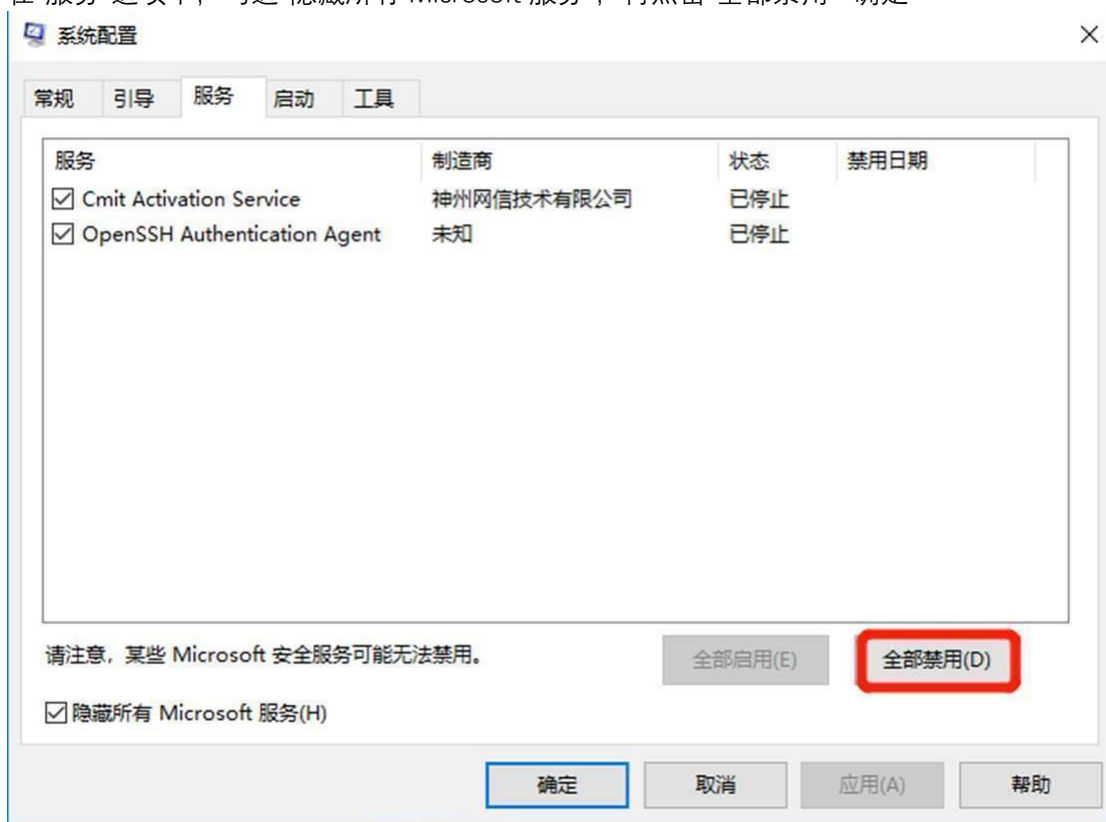 系统配置
常规 引导 服务 启动 工具
服务 制造商 状态 禁用日期
Cmit Activation Service 神州网信技术有限公司 已停止
OpenSSH Authentication Agent 未知 已停止
请注意，某些 Microsoft 安全服务可能无法禁用。
全部启用(E) 全部禁用(D)
隐藏所有 Microsoft 服务(H)
确定 取消 应用(A) 帮助